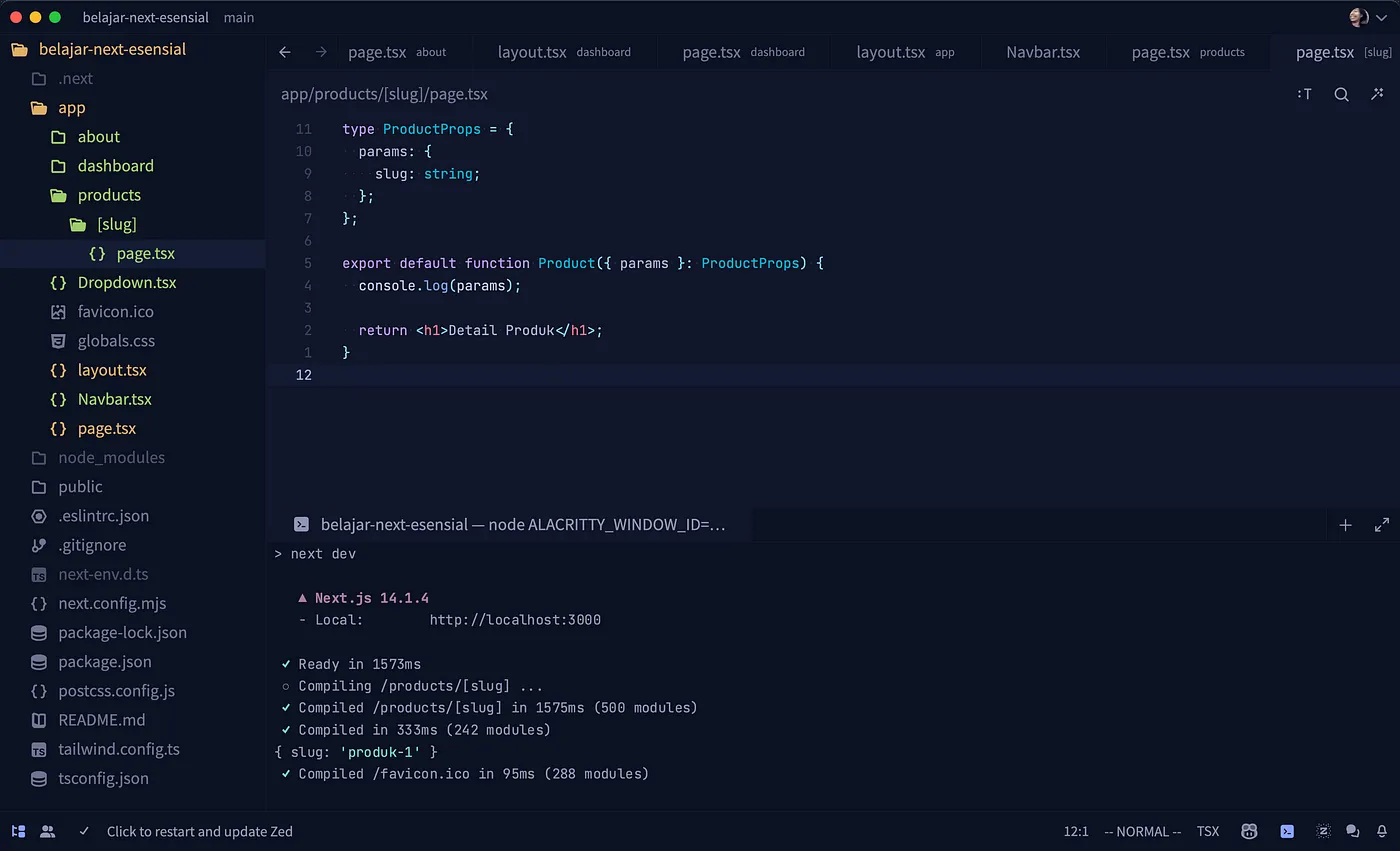 belajar-next-esensial main
belajar-next-esensial
.next
app
about
dashboard
products
[slug]
page.tsx
Dropdown.tsx
favicon.ico
globals.css
layout.tsx
Navbar.tsx
page.tsx
node_modules
public
.eslintrc.json
.gitignore
next-env.d.ts
next.config.mjs
package-lock.json
package.json
postcss.config.js
README.md
tailwind.config.ts
tsconfig.json
page.tsx about layout.tsx dashboard page.tsx dashboard layout.tsx app Navbar.tsx page.tsx products page.tsx [slug]
app/products/[slug]/page.tsx
:T
11 type ProductProps = {
10 params: {
9 slug: string;
8 };
7 };
6
5 export default function Product({ params }: ProductProps) {
4 console.log(params);
3
2 return <h1>Detail Produk</h1>;
1 }
12
belajar-next-esensial — node ALACRITTY_WINDOW_ID=…
> next dev
▲ Next.js 14.1.4
- Local: http://localhost:3000
✓ Ready in 1573ms
○ Compiling /products/[slug] ...
✓ Compiled /products/[slug] in 1575ms (500 modules)
✓ Compiled in 333ms (242 modules)
{ slug: 'produk-1' }
✓ Compiled /favicon.ico in 95ms (288 modules)
Click to restart and update Zed 12:1 -- NORMAL -- TSX